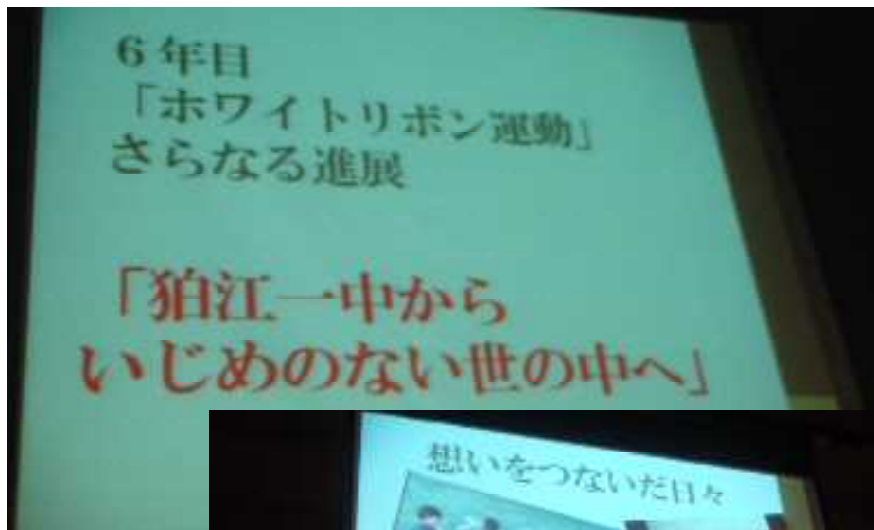 6年目
「ホワイトリボン運動」
さらなる進展
「狛江一中から
いじめのない世の中へ」
想いをつないだ日々